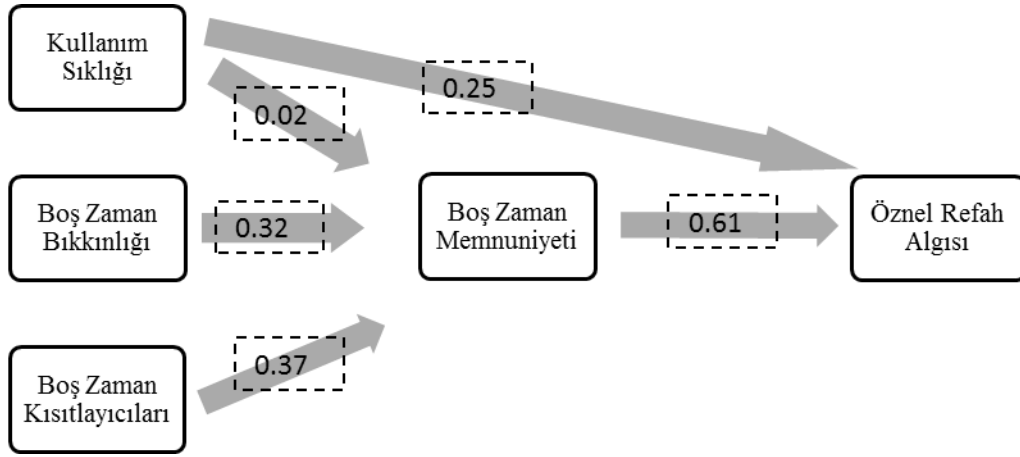 Kullanım
Sıklığı
0.25
0.02
Boş Zaman
Bıkkınlığı
0.32
Boş Zaman
Memnuniyeti
0.61
Öznel Refah
Algısı
0.37
Boş Zaman
Kısıtlayıcıları